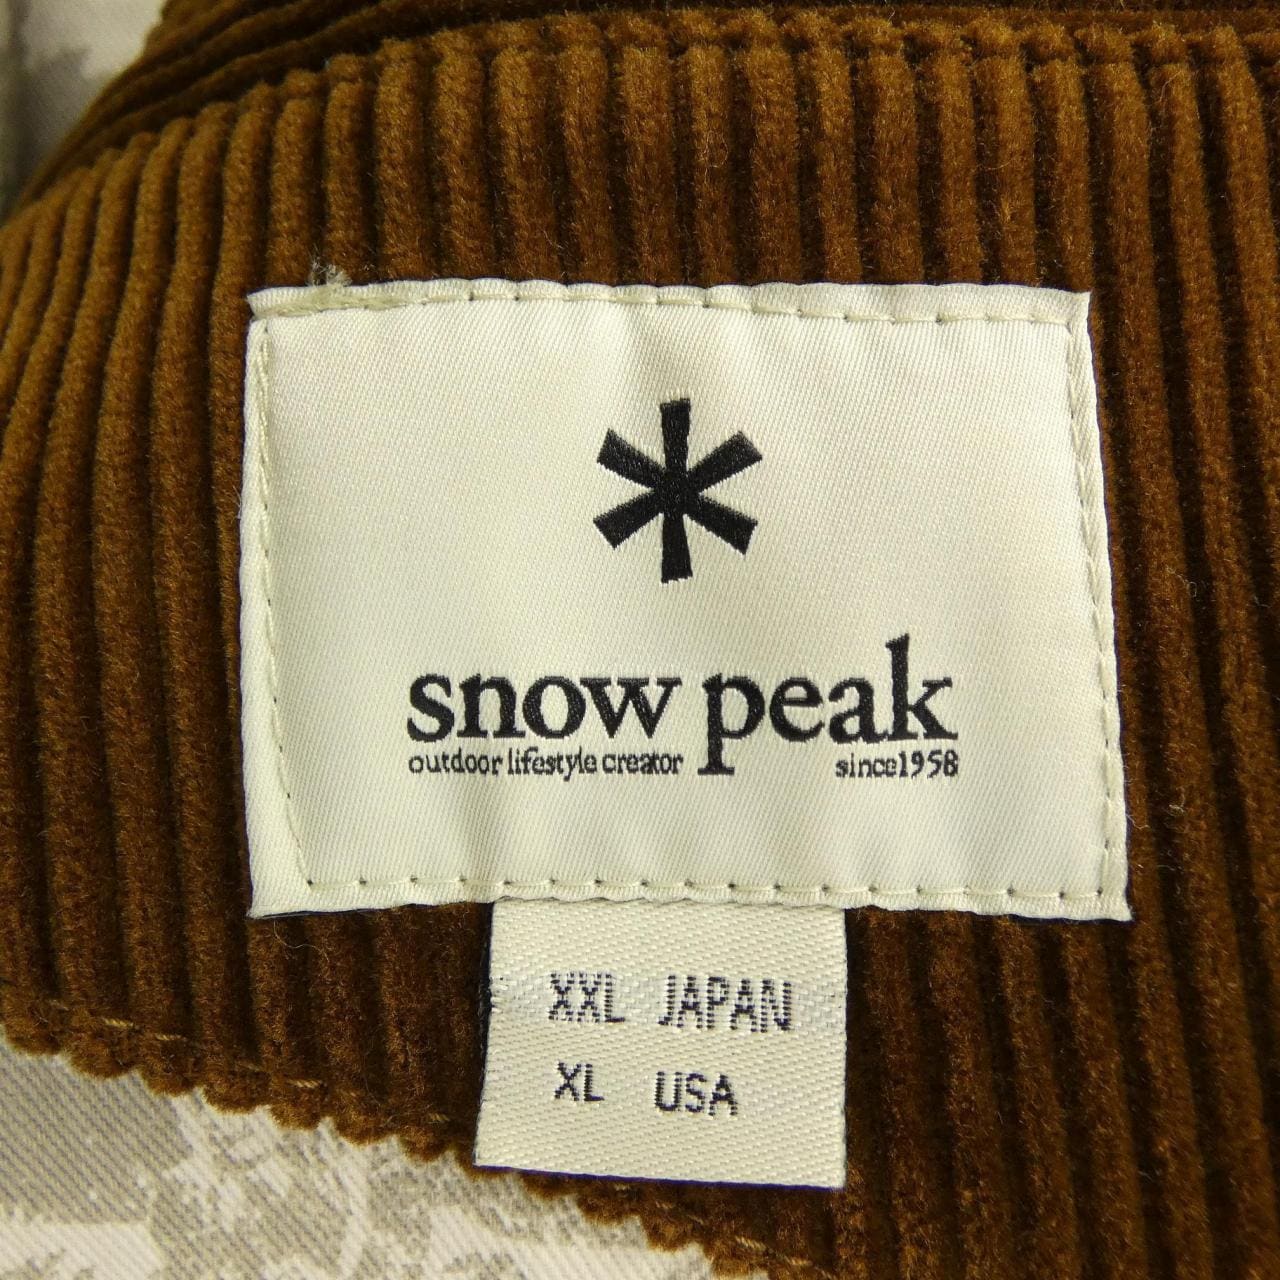 snow peak
outdoor lifestyle creator since1958
XXL JAPAN
XL USA